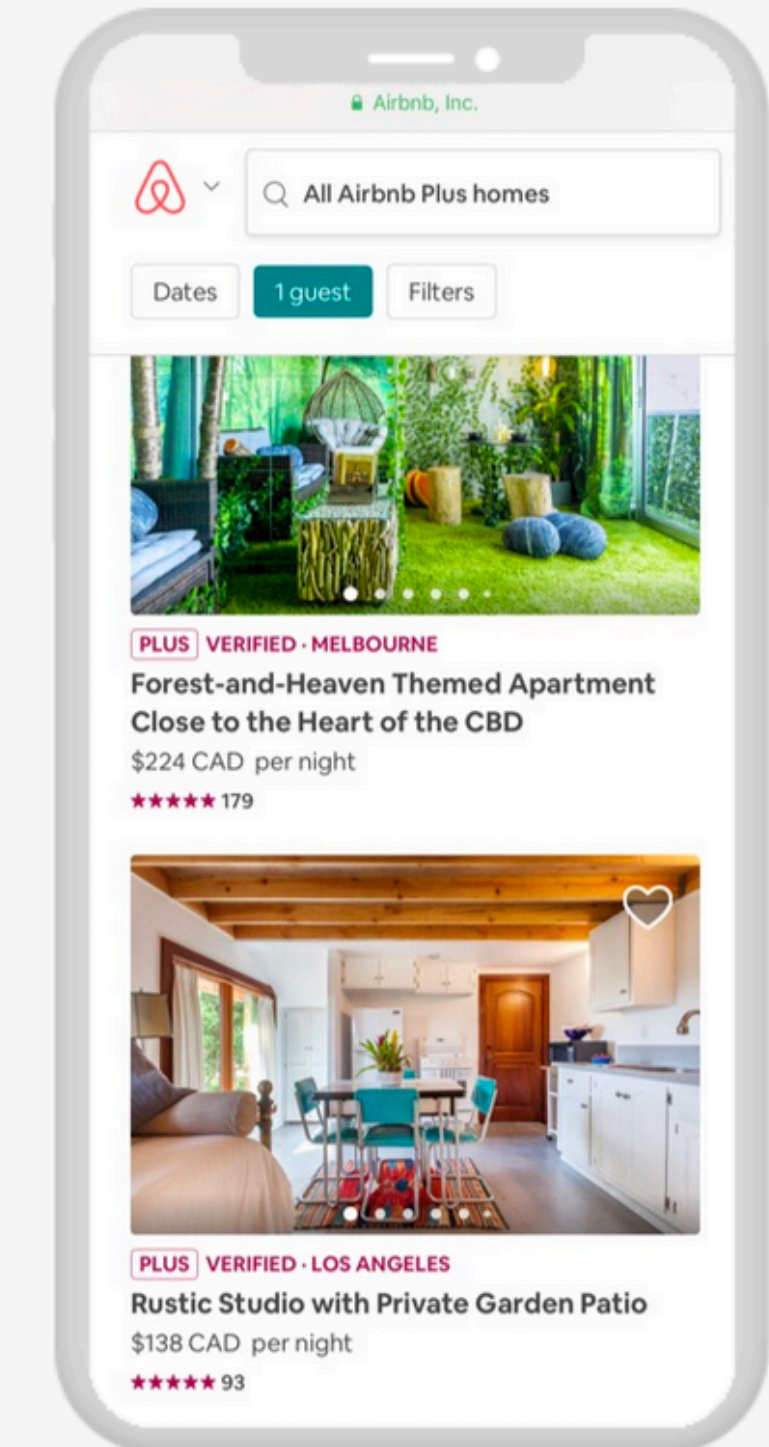 Airbnb, Inc.
All Airbnb Plus homes
Dates 1 guest Filters
PLUS VERIFIED · MELBOURNE
Forest-and-Heaven Themed Apartment
Close to the Heart of the CBD
$224 CAD per night
★★★★★ 179
PLUS VERIFIED · LOS ANGELES
Rustic Studio with Private Garden Patio
$138 CAD per night
★★★★★ 93